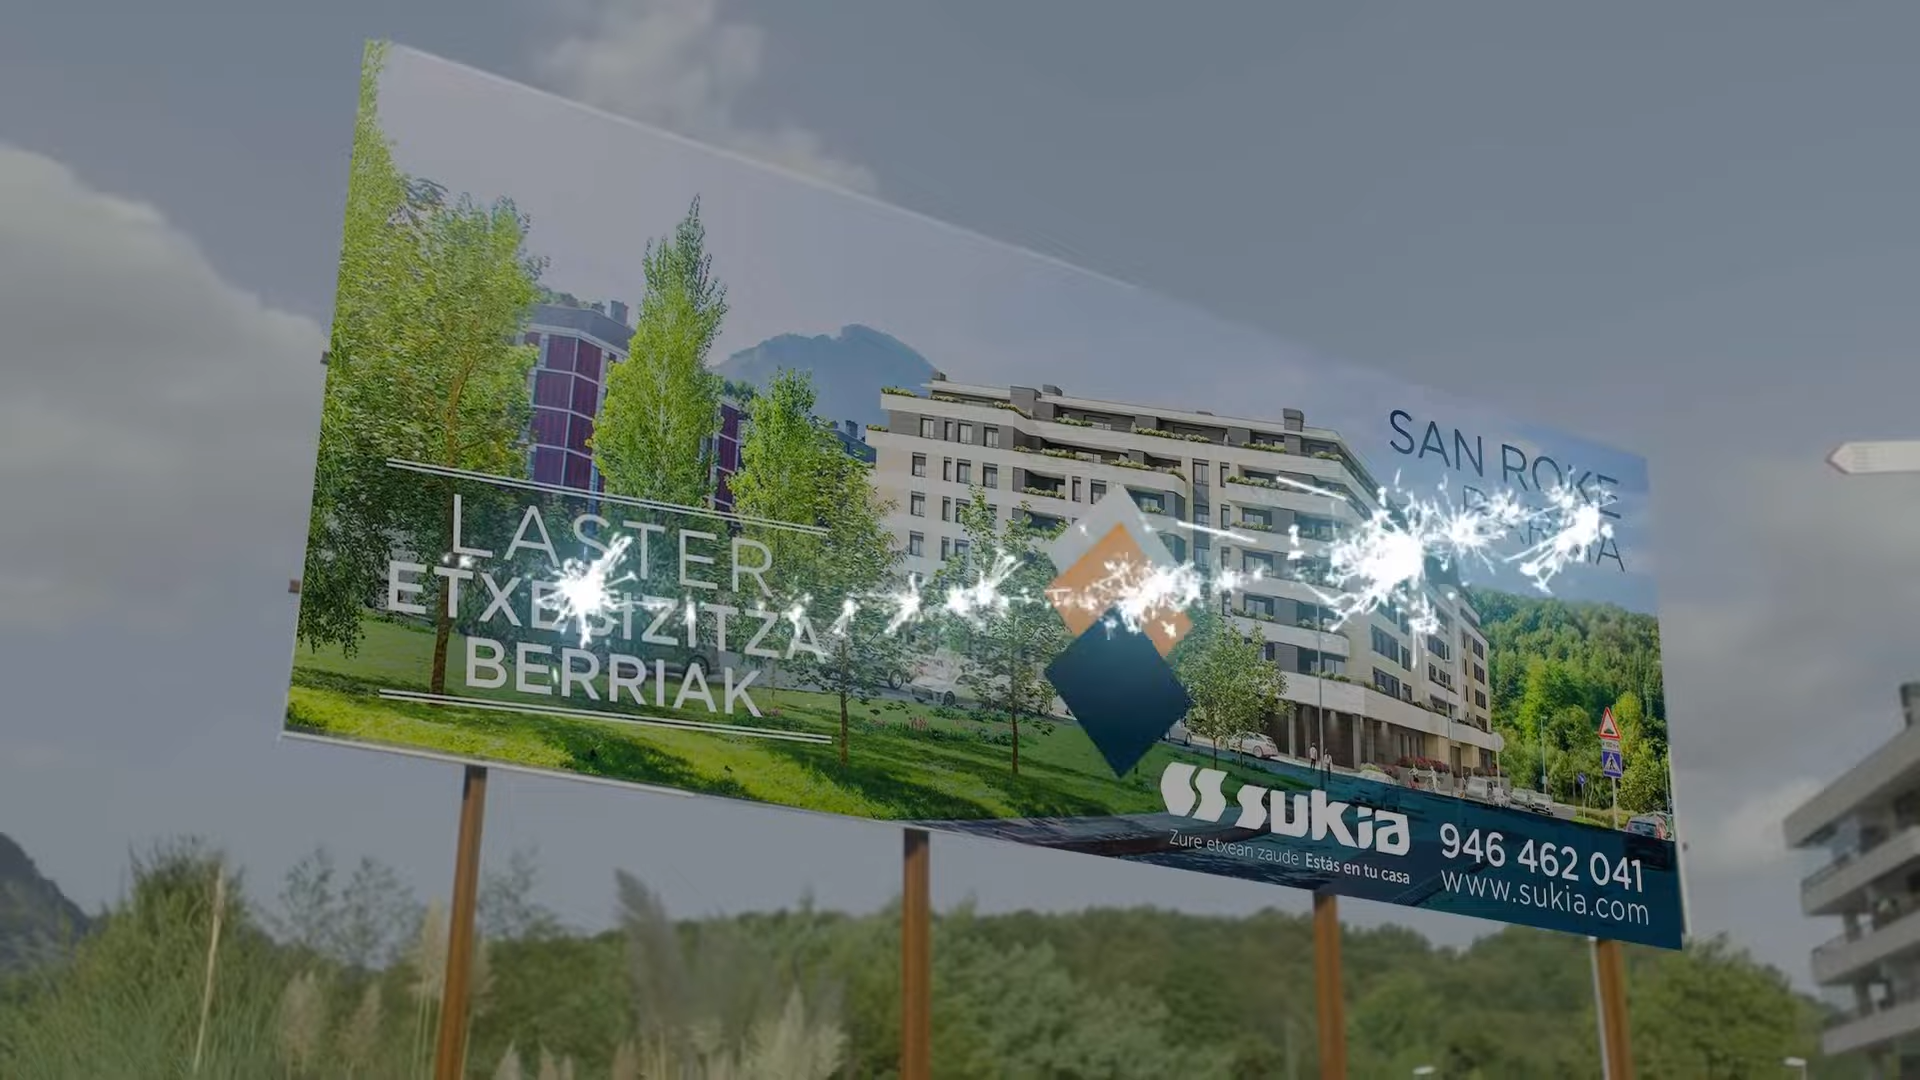 SAN ROKE
LASTER
ETXEBIZITZA
BERRIAK
sukia
Zure etxean zaude Estás en tu casa
946 462 041
www.sukia.com